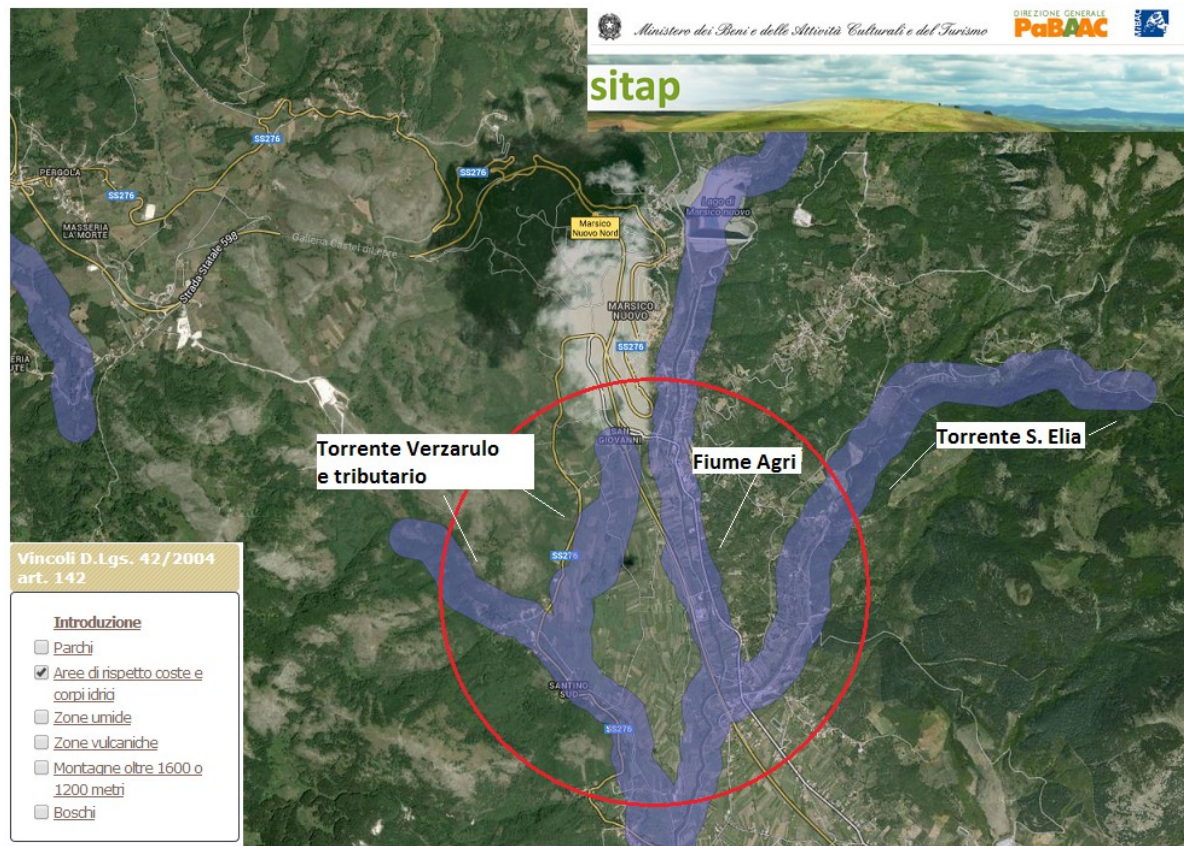 Ministero dei Beni e delle Attività Culturali e del Turismo
DIREZIONE GENERALE
PaBAAC
MiBAC
sitap
SS276
SS276
PERGOLA
SS276
MASSERIA
LA'MORTE
Strada Statale 598
Galleria Castel di Lepre
Marsico
Nuovo Nord
Lago di
Marsico nuovo
MARSICO
NUOVO
SS276
SAN
GIOVANNI
Torrente Verzarulo
e tributario
Fiume Agri
Torrente S. Elia
SS276
SANTINO
SUD
SS276
Vincoli D.Lgs. 42/2004
art. 142
Introduzione
Parchi
Aree di rispetto coste e
corpi idrici
Zone umide
Zone vulcaniche
Montagne oltre 1600 o
1200 metri
Boschi